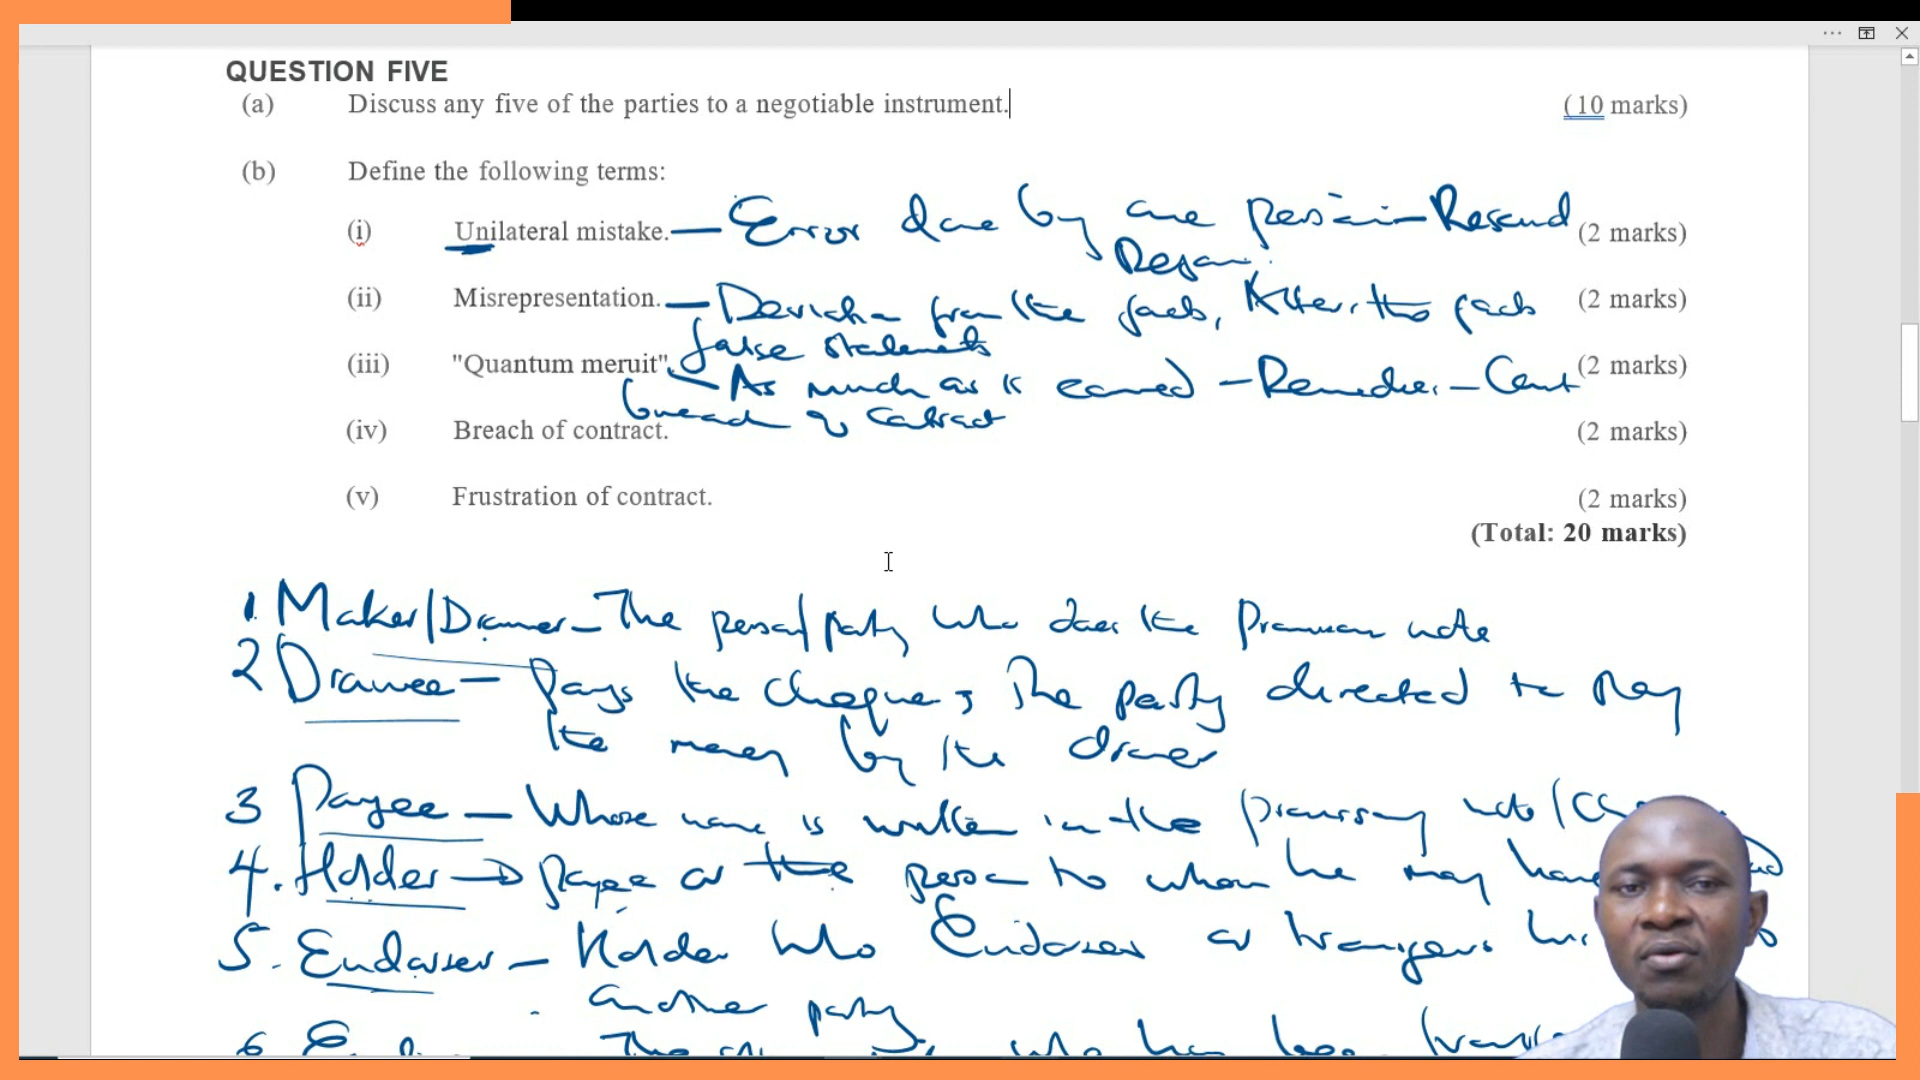 QUESTION FIVE
(a) Discuss any five of the parties to a negotiable instrument. (10 marks)
(b) Define the following terms:
(i) Unilateral mistake. — Error done by one person — Rescind (2 marks)
(ii) Misrepresentation. — from the facts, Alter the facts (2 marks)
false statements
(iii) "Quantum meruit". — As much as is earned — Remedies — (2 marks)
breach of contract
(iv) Breach of contract. (2 marks)
(v) Frustration of contract. (2 marks)
(Total: 20 marks)
1. Maker/Drawer — The person/party who does the note
2 Drawee — Pays the cheque, The party directed to pay
the money by the drawer
3 Payee — Whose name is written in the promissory note/
4. Holder → payee or the person to whom he may have
5. Endorser — Holder who Endorses or transfers
another party
6 The who has been